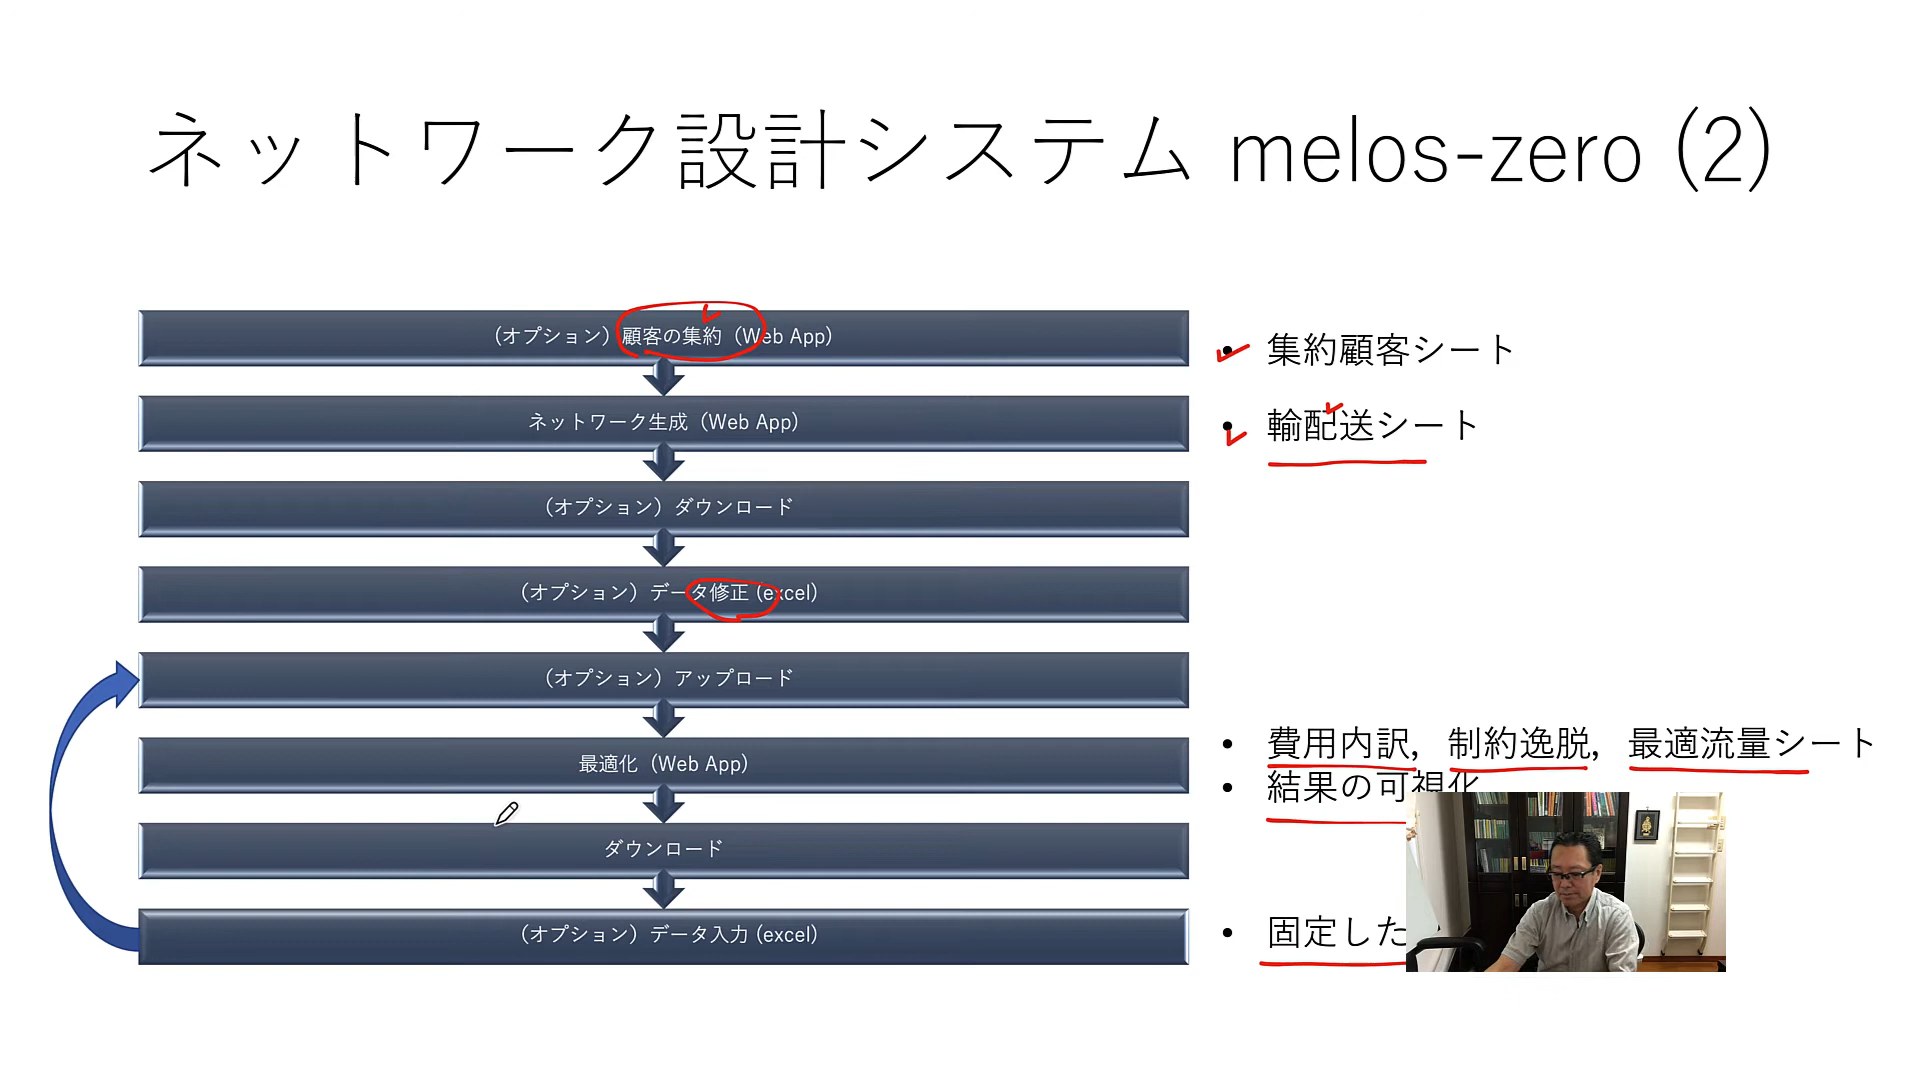 ネットワーク設計システム melos-zero (2)
(オプション) 顧客の集約 (Web App)
集約顧客シート
ネットワーク生成 (Web App)
輸配送シート
(オプション) ダウンロード
(オプション) データ修正 (excel)
(オプション) アップロード
最適化 (Web App)
費用内訳, 制約逸脱, 最適流量シート
結果の可視化
ダウンロード
(オプション) データ入力 (excel)
固定した